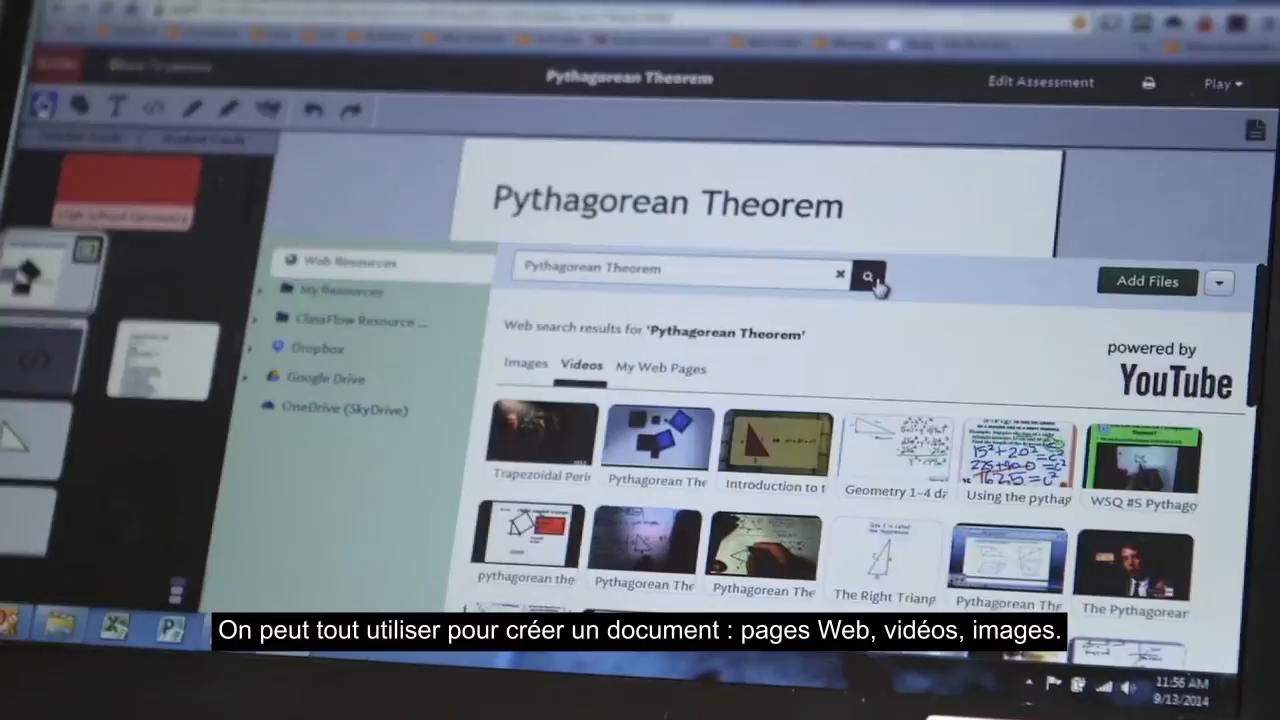 Pythagorean Theorem
Edit Assessment
Play
Pythagorean Theorem
High School Geometry
Web Resources
My Resources
ClassFlow Resource ...
Dropbox
Google Drive
OneDrive (SkyDrive)
Pythagorean Theorem
Add Files
Web search results for 'Pythagorean Theorem'
Images Videos My Web Pages
powered by
YouTube
Trapezoidal Peri
Pythagorean The
Introduction to t
Geometry 1-4 da
Using the pythag
WSQ #5 Pythago
pythagorean the
Pythagorean The
Pythagorean The
The Right Triang
Pythagorean The
The Pythagorear
On peut tout utiliser pour créer un document : pages Web, vidéos, images.
11:56 AM
9/13/2014